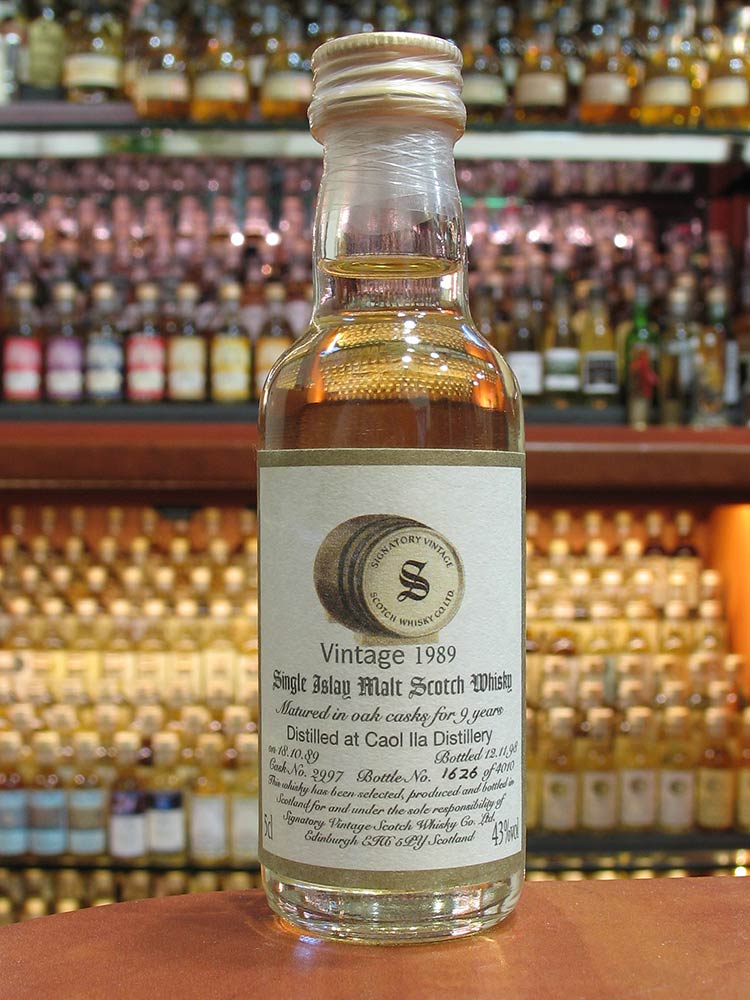 SIGNATORY VINTAGE
S
SCOTCH WHISKY CO. LTD.
Vintage 1989
Single Islay Malt Scotch Whisky
Matured in oak casks for 9 years
Distilled at Caol Ila Distillery
on 18.10.89 Bottled 12.11.98
Cask No. 2997 Bottle No. 1626 of 4010
This whisky has been selected, produced and bottled in
Scotland for and under the sole responsibility of
Signatory Vintage Scotch Whisky Co. Ltd.
5cl Edinburgh EH6 5PY Scotland 43%vol